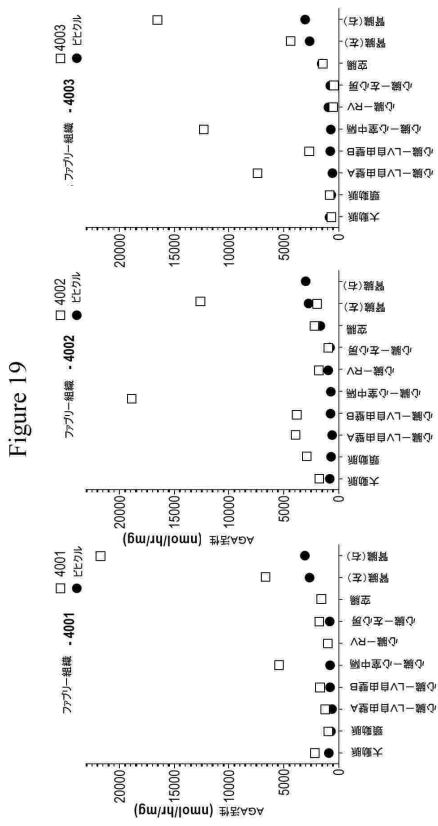 Figure 19
ファブリー組織 - 4001
4001
ビヒクル
AGA活性
(nmol/hr/mg)
20000
15000
10000
5000
0
大動脈
頸動脈
心臓-LV自由壁A
心臓-LV自由壁B
心臓-心室中隔
心臓-RV
心臓-左心房
空腸
腎臓(左)
腎臓(右)
ファブリー組織 - 4002
4002
ビヒクル
AGA活性
(nmol/hr/mg)
20000
15000
10000
5000
0
大動脈
頸動脈
心臓-LV自由壁A
心臓-LV自由壁B
心臓-心室中隔
心臓-RV
心臓-左心房
空腸
腎臓(左)
腎臓(右)
ファブリー組織 - 4003
4003
ビヒクル
20000
15000
10000
5000
0
大動脈
頸動脈
心臓-LV自由壁A
心臓-LV自由壁B
心臓-心室中隔
心臓-RV
心臓-左心房
空腸
腎臓(左)
腎臓(右)